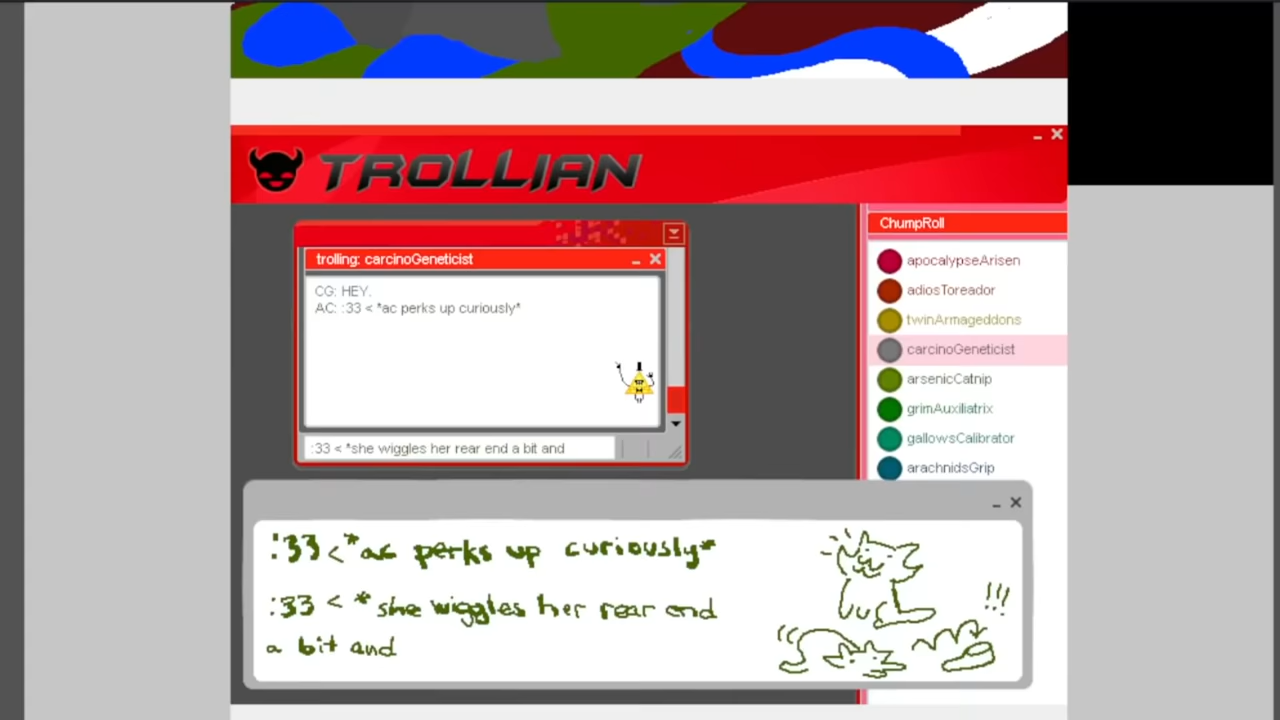 TROLLIAN
ChumpRoll
trolling: carcinoGeneticist
CG: HEY.
AC: :33 < *ac perks up curiously*
:33 < *she wiggles her rear end a bit and
apocalypseArisen
adiosToreador
twinArmageddons
carcinoGeneticist
arsenicCatnip
grimAuxiliatrix
gallowsCalibrator
arachnidsGrip
:33 <*ac perks up curiously*
:33 < *she wiggles her rear end
a bit and
!!!